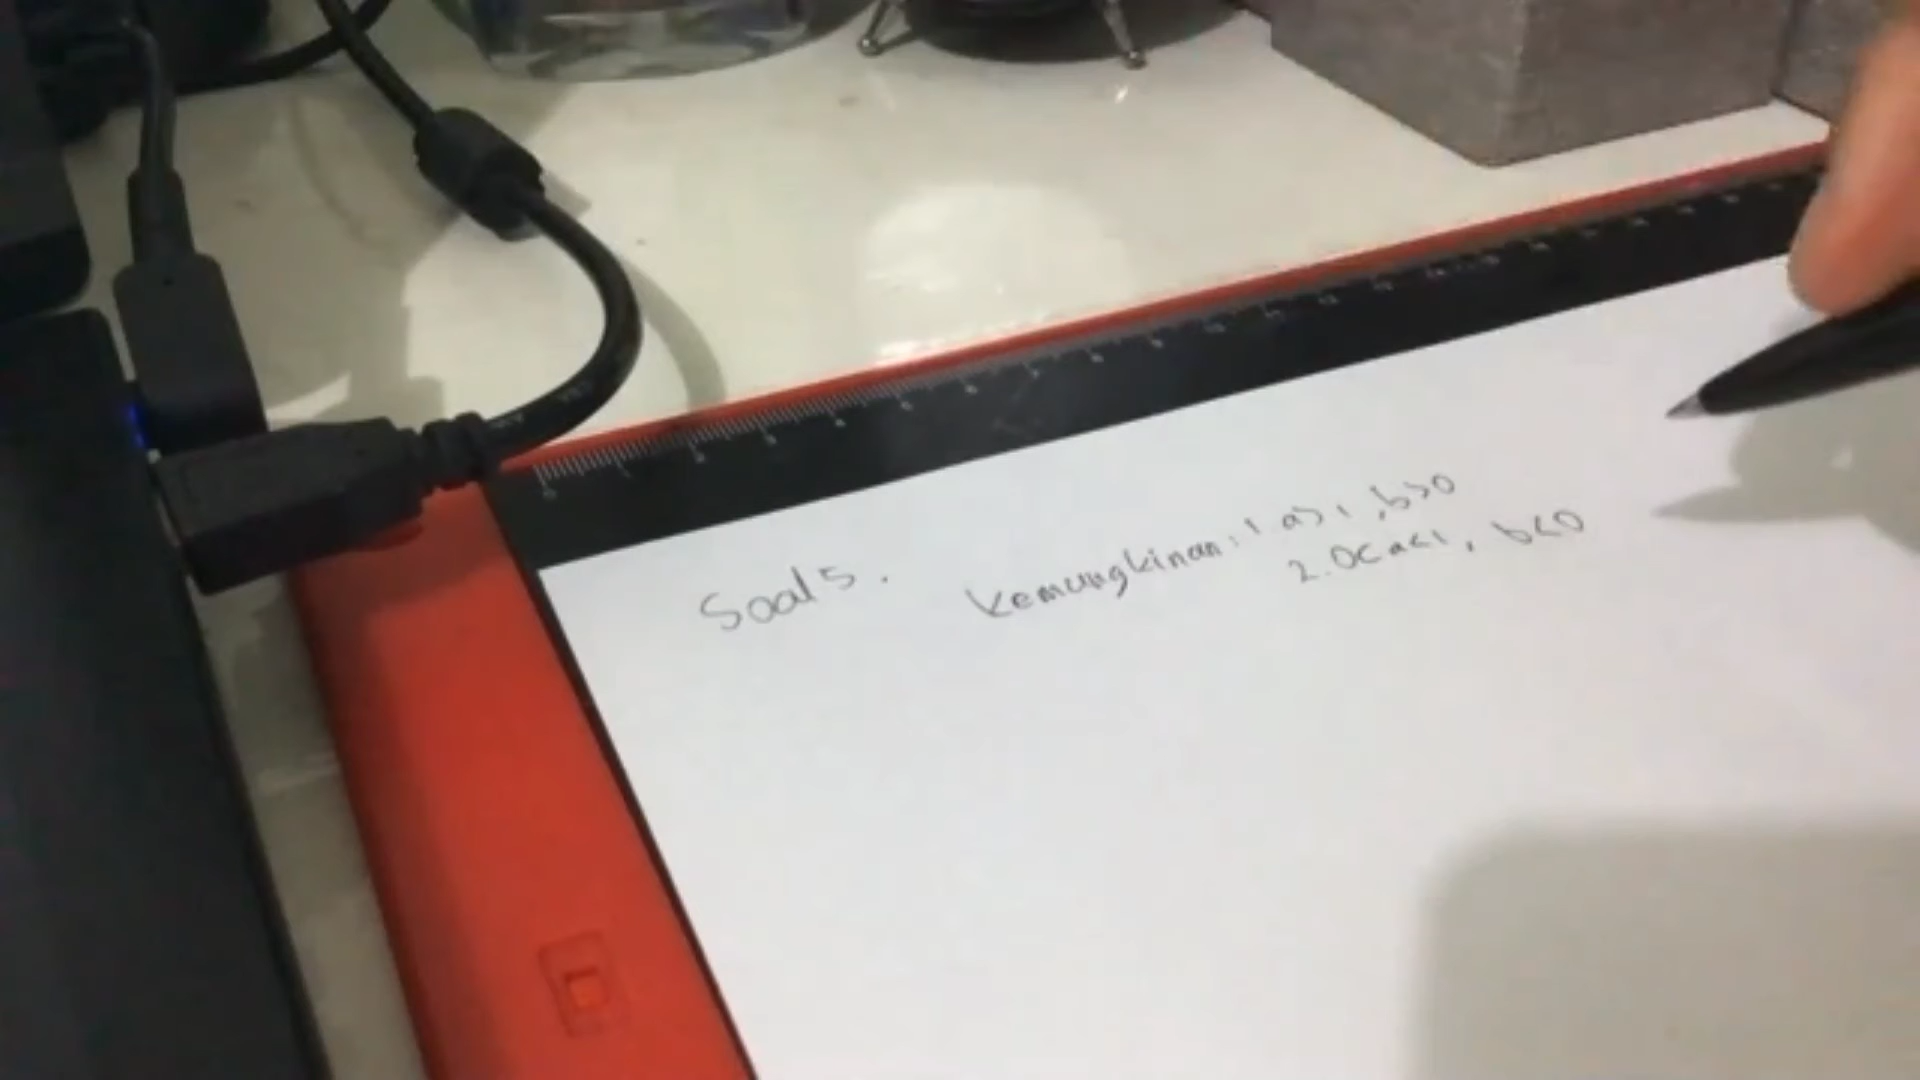 Soal 5. Kemungkinan: 1. a>1, b>0
2. 0<a<1, b<0